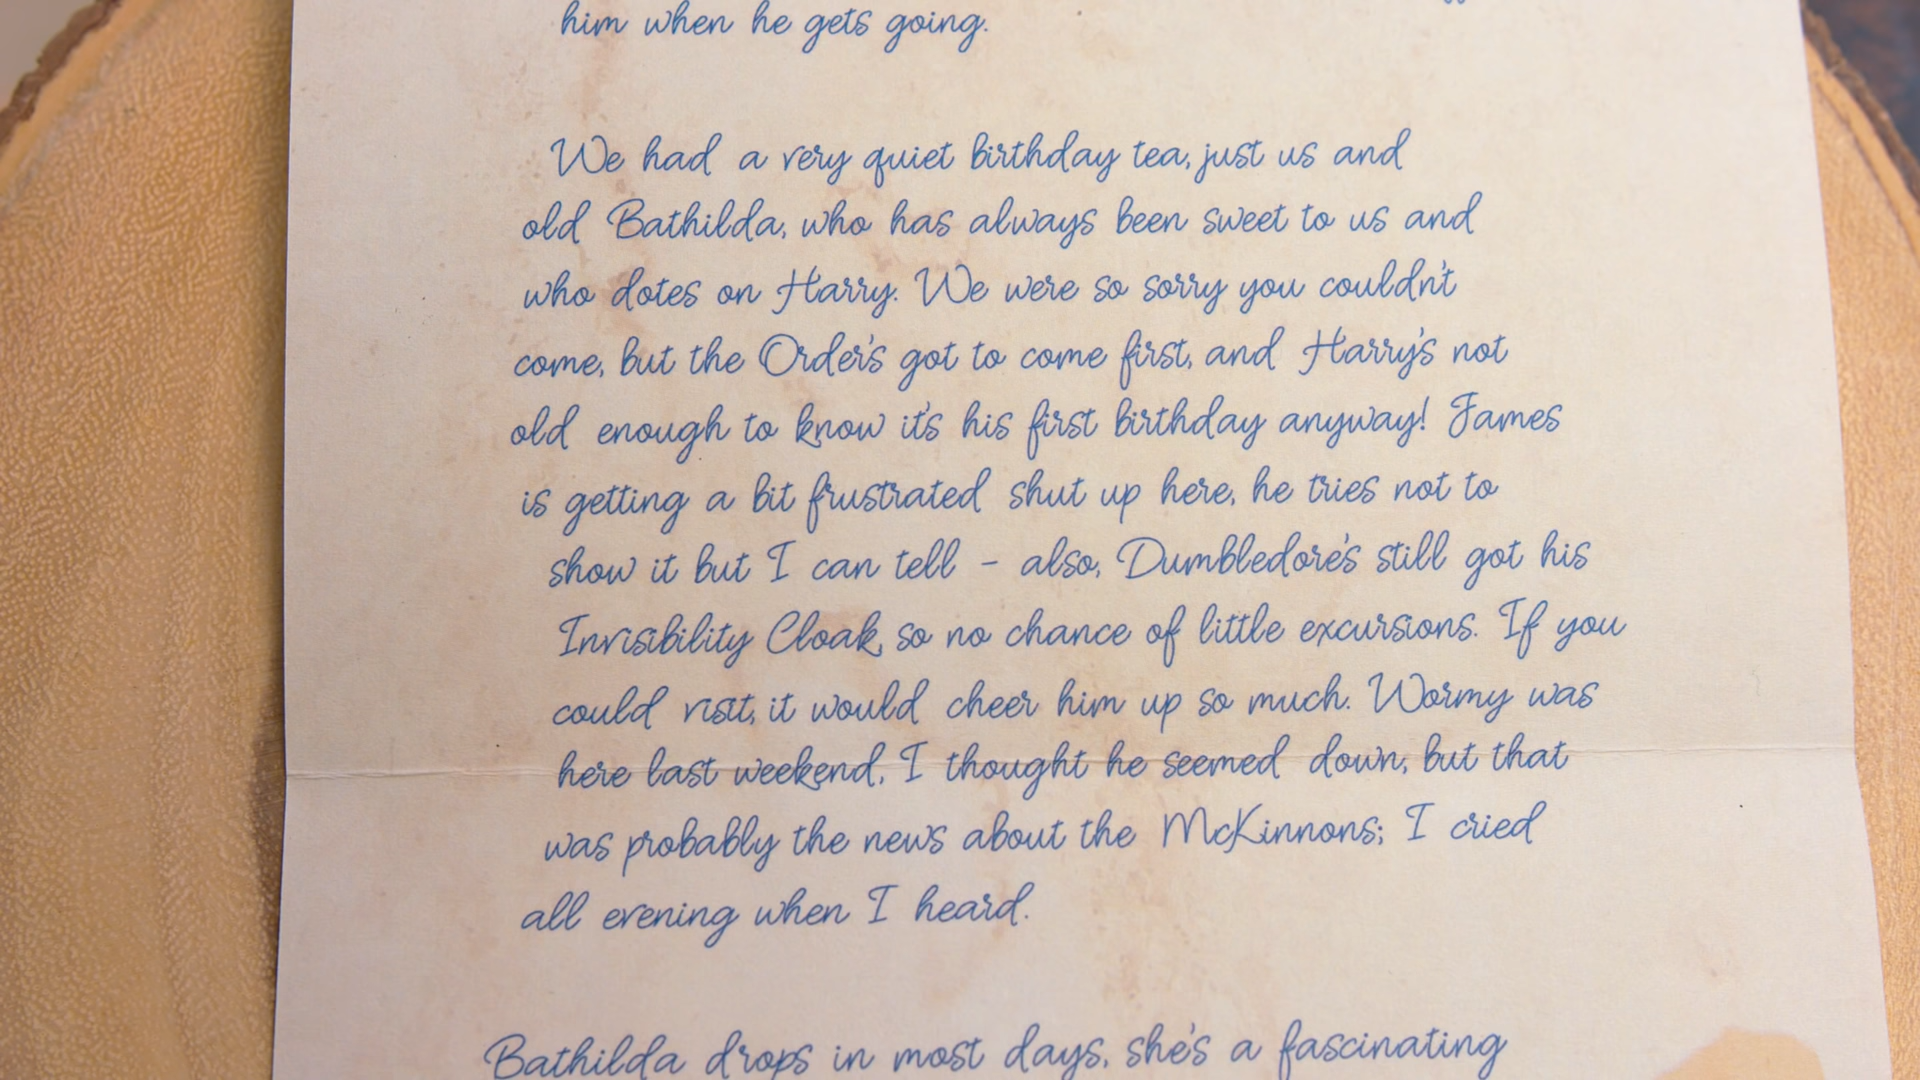 him when he gets going.
We had a very quiet birthday tea, just us and
old Bathilda, who has always been sweet to us and
who dotes on Harry. We were so sorry you couldn't
come, but the Order's got to come first, and Harry's not
old enough to know it's his first birthday anyway! James
is getting a bit frustrated shut up here, he tries not to
show it but I can tell - also, Dumbledore's still got his
Invisibility Cloak, so no chance of little excursions. If you
could visit, it would cheer him up so much. Wormy was
here last weekend, I thought he seemed down, but that
was probably the news about the McKinnons; I cried
all evening when I heard.
Bathilda drops in most days, she's a fascinating